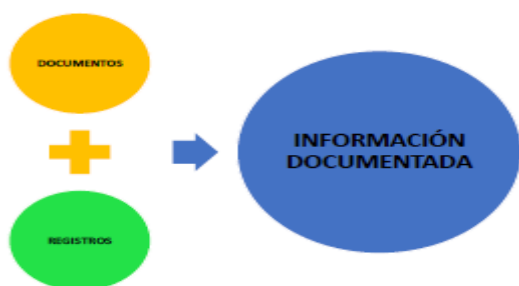 DOCUMENTOS
REGISTROS
INFORMACIÓN
DOCUMENTADA